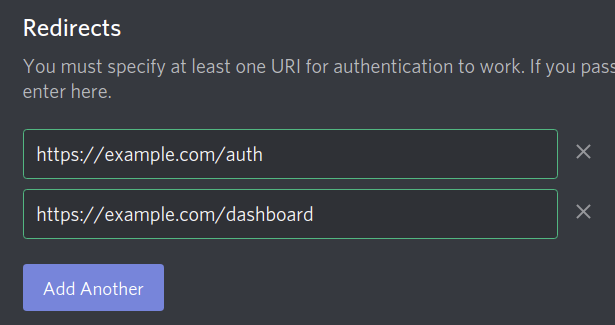 Redirects
You must specify at least one URI for authentication to work. If you pass
enter here.
https://example.com/auth
https://example.com/dashboard
Add Another